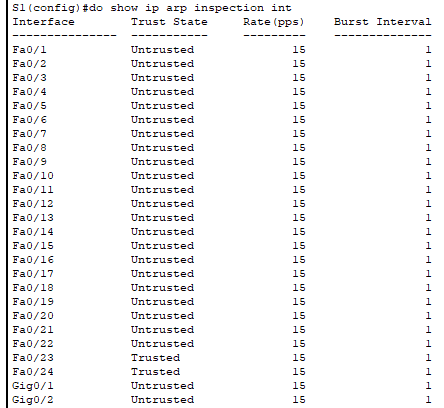 S1(config)#do show ip arp inspection int
Interface Trust State Rate(pps) Burst Interval
--------------- ----------- --------- --------------
Fa0/1 Untrusted 15 1
Fa0/2 Untrusted 15 1
Fa0/3 Untrusted 15 1
Fa0/4 Untrusted 15 1
Fa0/5 Untrusted 15 1
Fa0/6 Untrusted 15 1
Fa0/7 Untrusted 15 1
Fa0/8 Untrusted 15 1
Fa0/9 Untrusted 15 1
Fa0/10 Untrusted 15 1
Fa0/11 Untrusted 15 1
Fa0/12 Untrusted 15 1
Fa0/13 Untrusted 15 1
Fa0/14 Untrusted 15 1
Fa0/15 Untrusted 15 1
Fa0/16 Untrusted 15 1
Fa0/17 Untrusted 15 1
Fa0/18 Untrusted 15 1
Fa0/19 Untrusted 15 1
Fa0/20 Untrusted 15 1
Fa0/21 Untrusted 15 1
Fa0/22 Untrusted 15 1
Fa0/23 Trusted 15 1
Fa0/24 Trusted 15 1
Gig0/1 Untrusted 15 1
Gig0/2 Untrusted 15 1